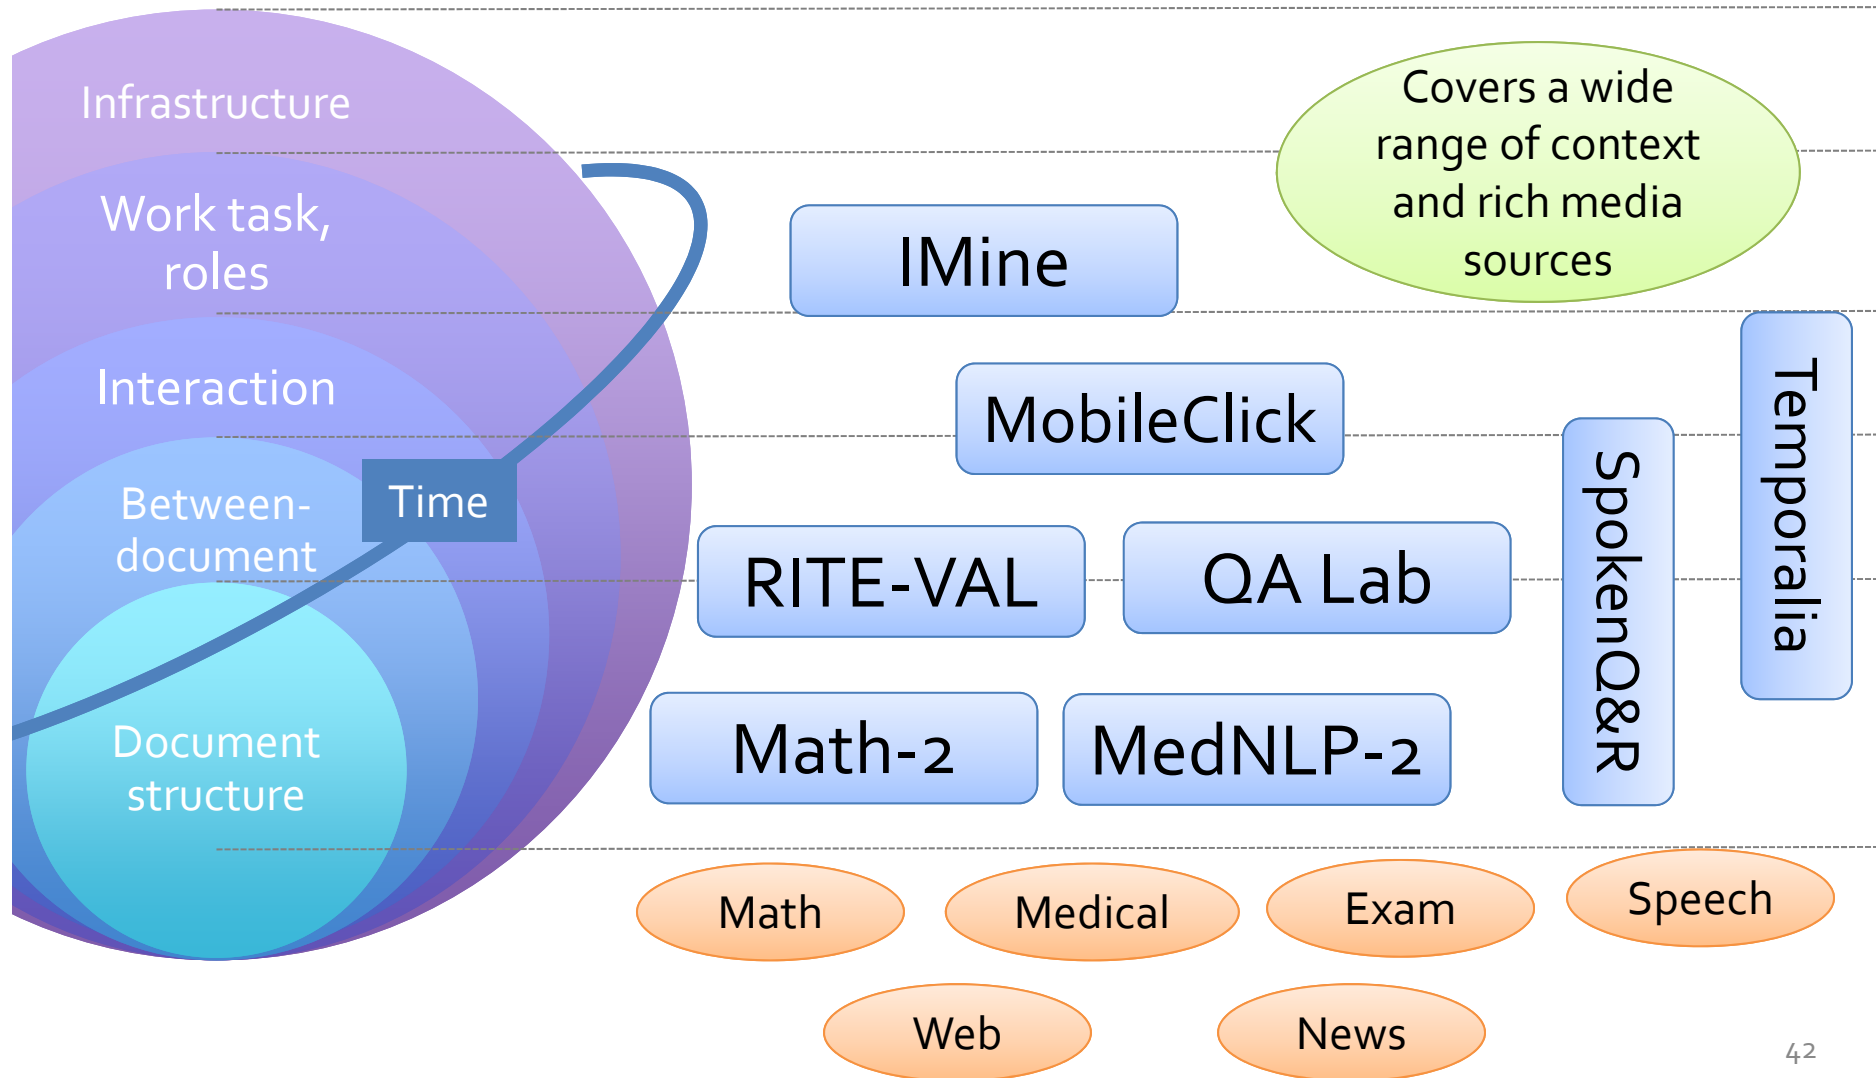 Infrastructure
Work task,
roles
Interaction
Between-
document
Time
Document
structure
Covers a wide
range of context
and rich media
sources
IMine
MobileClick
RITE-VAL
QA Lab
Math-2
MedNLP-2
SpokenQ&R
Temporalia
Math
Medical
Exam
Speech
Web
News
42